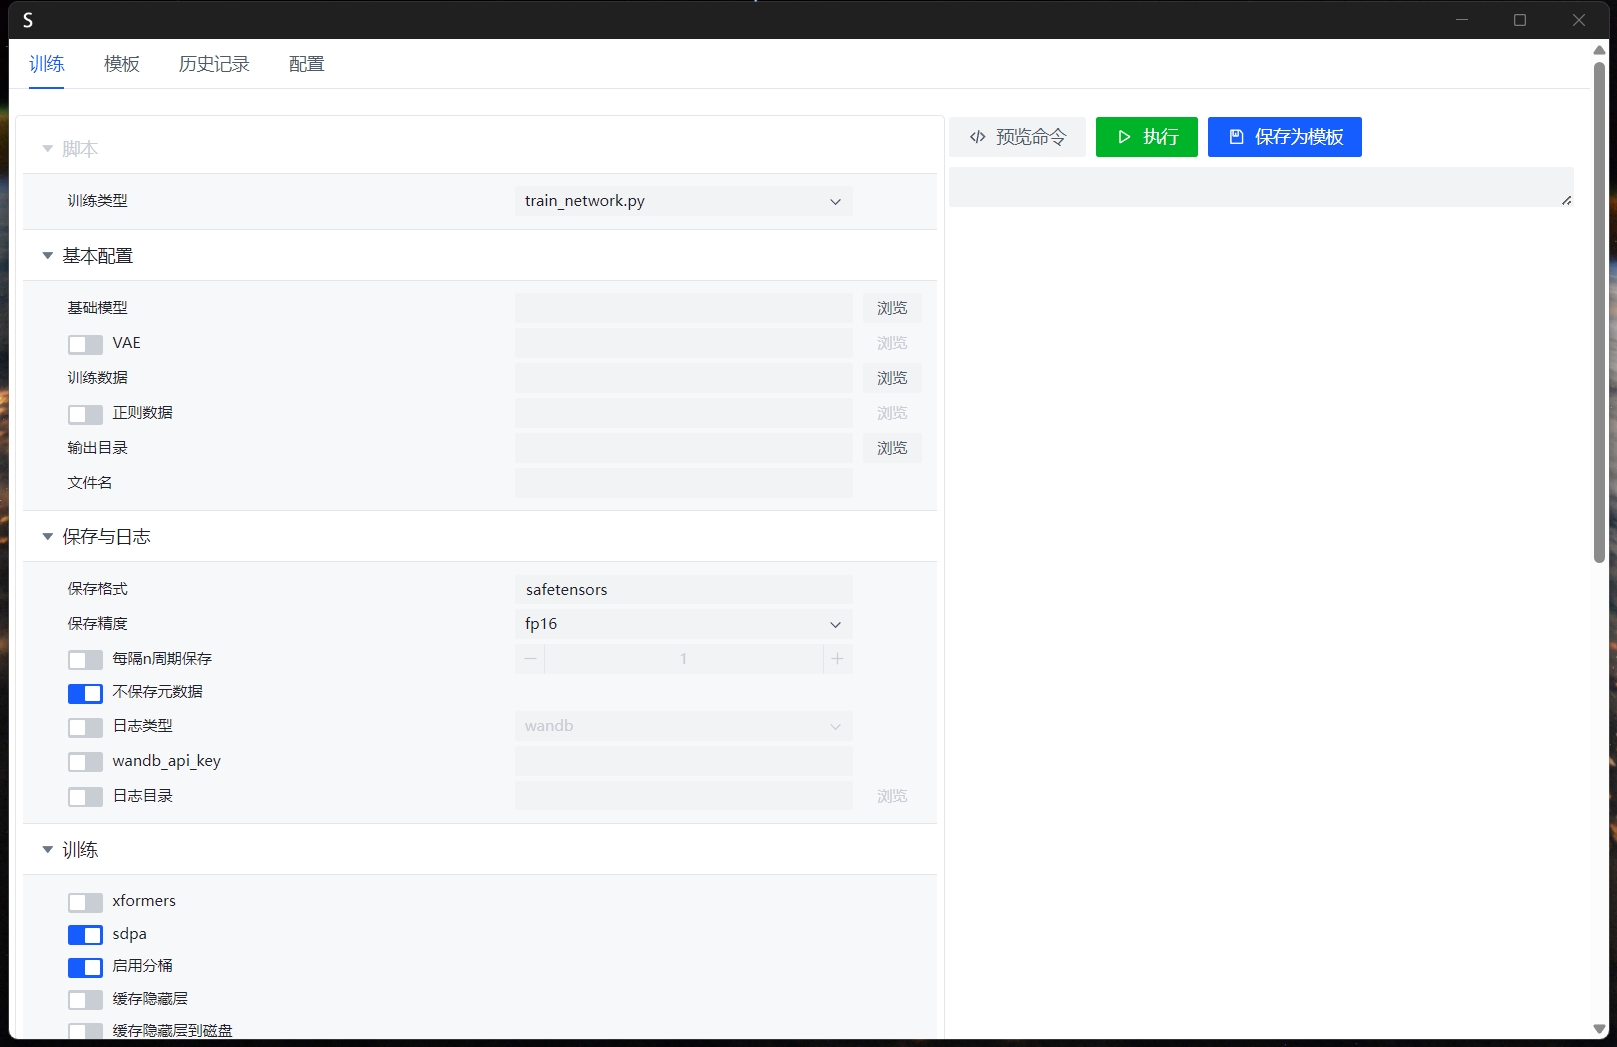 S
训练 模板 历史记录 配置
脚本
预览命令 执行 保存为模板
训练类型 train_network.py
基本配置
基础模型 浏览
VAE 浏览
训练数据 浏览
正则数据 浏览
输出目录 浏览
文件名
保存与日志
保存格式 safetensors
保存精度 fp16
每隔n周期保存 1
不保存元数据
日志类型 wandb
wandb_api_key
日志目录 浏览
训练
xformers
sdpa
启用分桶
缓存隐藏层
缓存隐藏层到磁盘